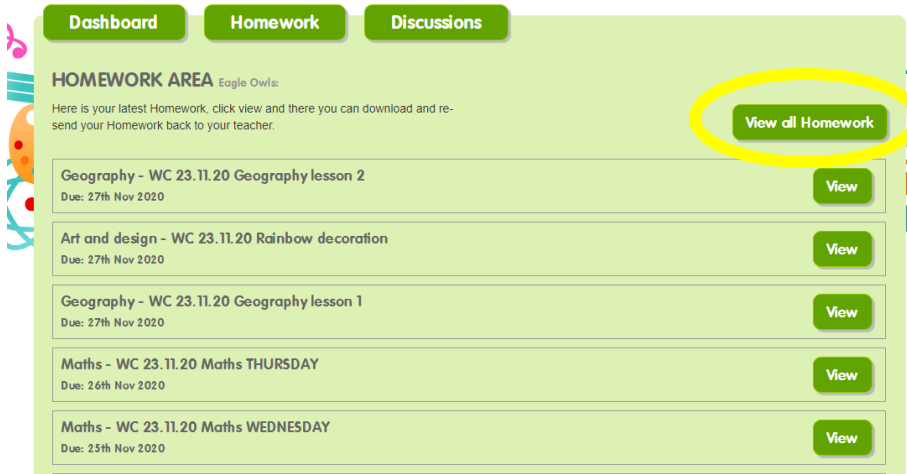 Dashboard Homework Discussions
HOMEWORK AREA Eagle Owls:
Here is your latest Homework, click view and there you can download and re-
send your Homework back to your teacher.
View all Homework
Geography - WC 23.11.20 Geography lesson 2
Due: 27th Nov 2020
View
Art and design - WC 23.11.20 Rainbow decoration
Due: 27th Nov 2020
View
Geography - WC 23.11.20 Geography lesson 1
Due: 27th Nov 2020
View
Maths - WC 23.11.20 Maths THURSDAY
Due: 26th Nov 2020
View
Maths - WC 23.11.20 Maths WEDNESDAY
Due: 25th Nov 2020
View